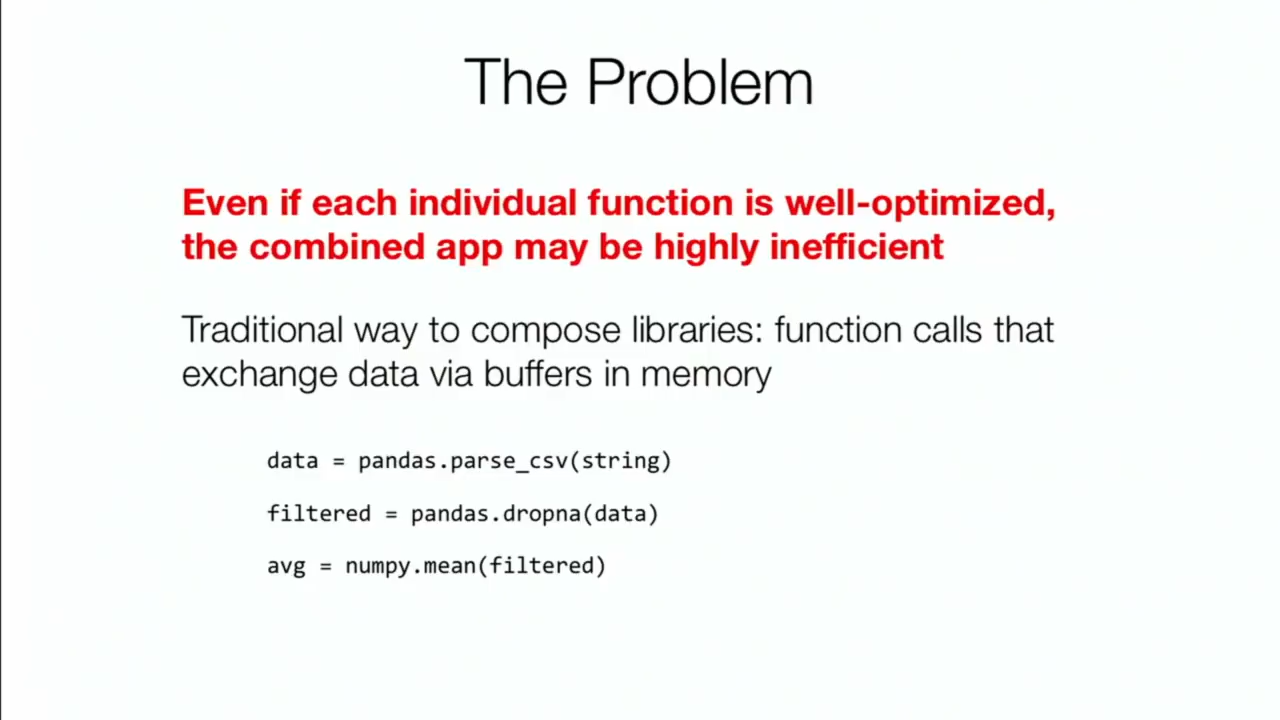 The Problem
Even if each individual function is well-optimized,
the combined app may be highly inefficient
Traditional way to compose libraries: function calls that
exchange data via buffers in memory
data = pandas.parse_csv(string)
filtered = pandas.dropna(data)
avg = numpy.mean(filtered)